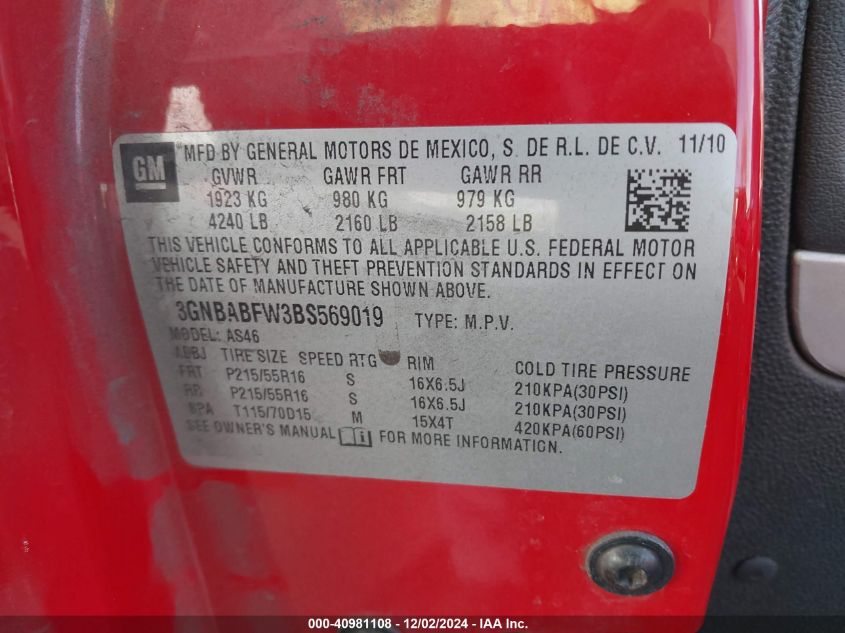 GM MFD BY GENERAL MOTORS DE MEXICO, S. DE R.L. DE C.V. 11/10
GVWR GAWR FRT GAWR RR
1923 KG 980 KG 979 KG
4240 LB 2160 LB 2158 LB
THIS VEHICLE CONFORMS TO ALL APPLICABLE U.S. FEDERAL MOTOR
VEHICLE SAFETY AND THEFT PREVENTION STANDARDS IN EFFECT ON
THE DATE OF MANUFACTURE SHOWN ABOVE.
3GNBABFW3BS569019 TYPE: M.P.V.
MODEL: AS46
ADBJ TIRE SIZE SPEED RTG RIM COLD TIRE PRESSURE
FRT P215/55R16 S 16X6.5J 210KPA(30PSI)
RR P215/55R16 S 16X6.5J 210KPA(30PSI)
SPA T115/70D15 M 15X4T 420KPA(60PSI)
SEE OWNER'S MANUAL FOR MORE INFORMATION.
000-40981108 - 12/02/2024 - IAA Inc.